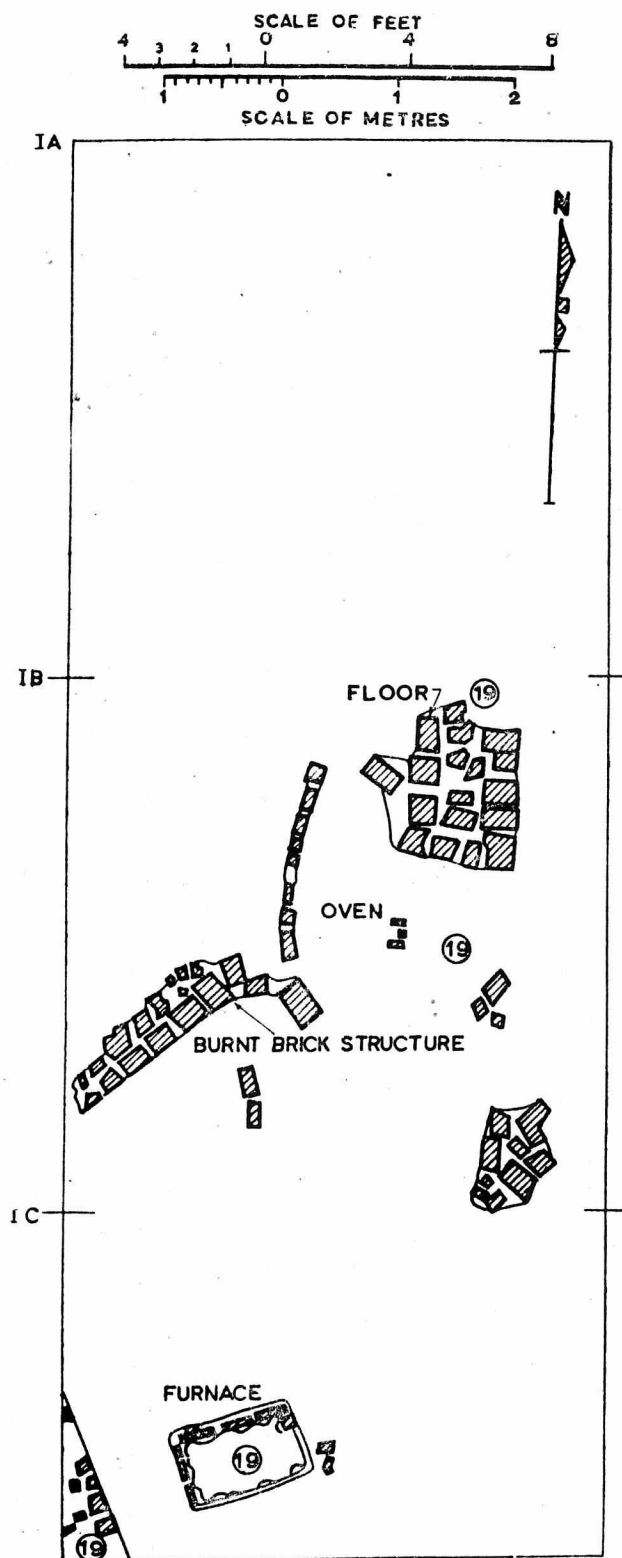 SCALE OF FEET
4 3 2 1 0 4 8
1 0 1 2
SCALE OF METRES
IA
N
IB
FLOOR 19
OVEN
19
BURNT BRICK STRUCTURE
IC
FURNACE
19
19